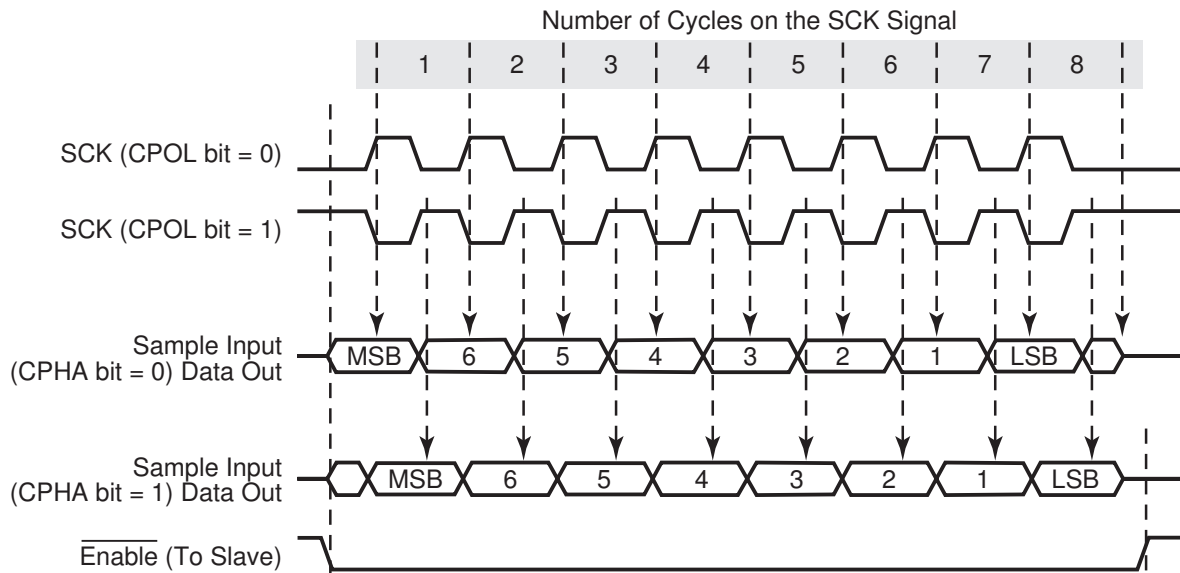 Number of Cycles on the SCK Signal
1 2 3 4 5 6 7 8
SCK (CPOL bit = 0)
SCK (CPOL bit = 1)
Sample Input
(CPHA bit = 0) Data Out
MSB 6 5 4 3 2 1 LSB
Sample Input
(CPHA bit = 1) Data Out
MSB 6 5 4 3 2 1 LSB
Enable (To Slave)